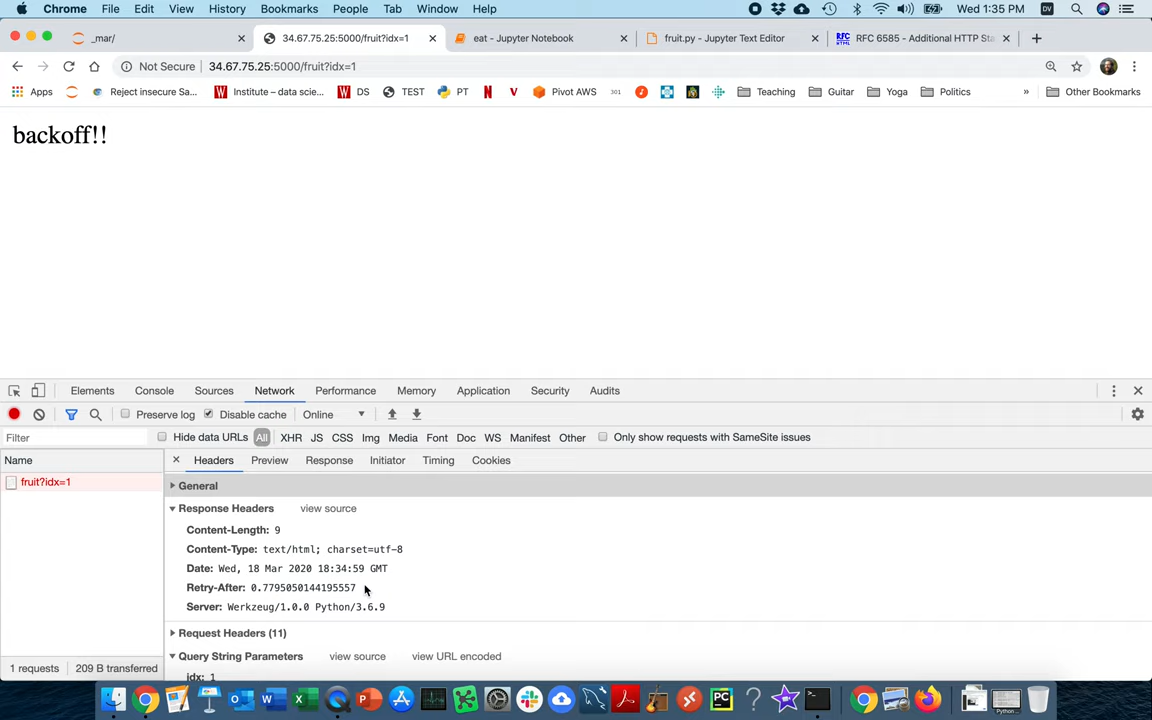 Chrome File Edit View History Bookmarks People Tab Window Help Wed 1:35 PM
_mar/ 34.67.75.25:5000/fruit?idx=1 eat - Jupyter Notebook fruit.py - Jupyter Text Editor RFC 6585 - Additional HTTP Sta
Not Secure 34.67.75.25:5000/fruit?idx=1
Apps Reject insecure Sa... Institute – data scie... DS TEST PT Pivot AWS Teaching Guitar Yoga Politics » Other Bookmarks
backoff!!
Elements Console Sources Network Performance Memory Application Security Audits
Preserve log Disable cache Online
Filter Hide data URLs All XHR JS CSS Img Media Font Doc WS Manifest Other Only show requests with SameSite issues
Name Headers Preview Response Initiator Timing Cookies
fruit?idx=1
General
Response Headers view source
Content-Length: 9
Content-Type: text/html; charset=utf-8
Date: Wed, 18 Mar 2020 18:34:59 GMT
Retry-After: 0.7795050144195557
Server: Werkzeug/1.0.0 Python/3.6.9
Request Headers (11)
Query String Parameters view source view URL encoded
idx: 1
1 requests 209 B transferred